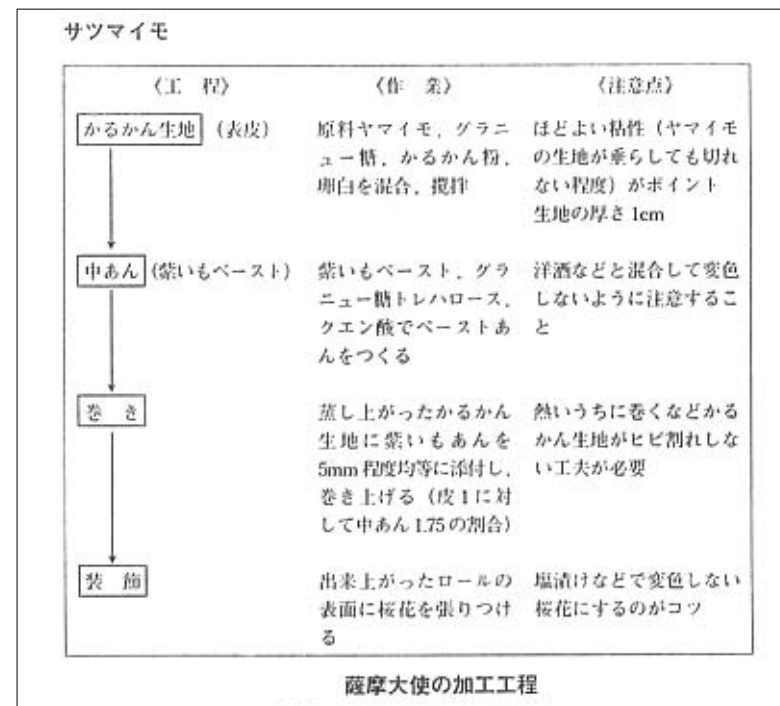 サツマイモ
《工 程》
《作 業》
《注意点》
かるかん生地 (表皮)
原料ヤマイモ，グラニ
ュー糖，かるかん粉，
卵白を混合，撹拌
ほどよい粘性（ヤマイモ
の生地が垂らしても切れ
ない程度）がポイント
生地の厚さ 1cm
中あん (紫いもペースト)
紫いもペースト，グラ
ニュー糖トレハロース，
クエン酸でペーストあ
んをつくる
洋酒などと混合して変色
しないように注意するこ
と
巻 き
蒸し上がったかるかん
生地に紫いもあんを
5mm 程度均等に添付し，
巻き上げる（皮 1 に対
して中あん 1.75 の割合）
熱いうちに巻くなどかる
かん生地がヒビ割れしな
い工夫が必要
装 飾
出来上がったロールの
表面に桜花を張りつけ
る
塩漬けなどで変色しない
桜花にするのがコツ
薩摩大使の加工工程